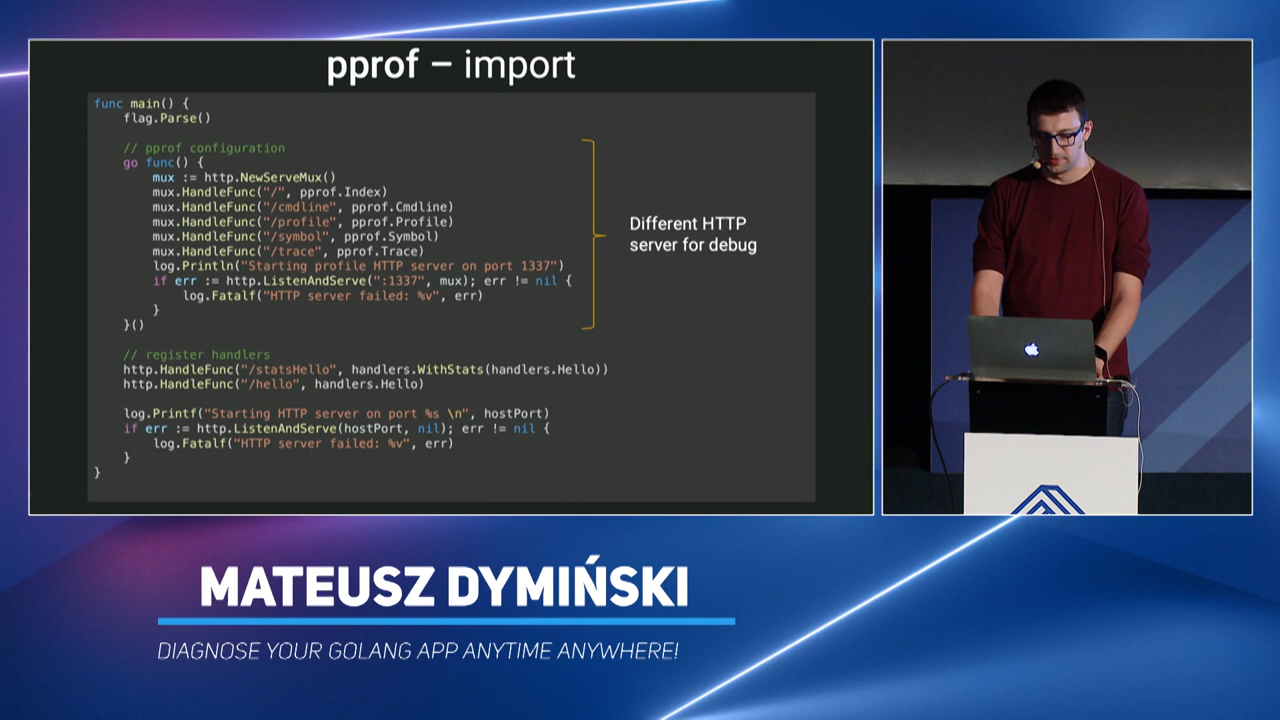 pprof – import
func main() {
    flag.Parse()
    // pprof configuration
    go func() {
        mux := http.NewServeMux()
        mux.HandleFunc("/", pprof.Index)
        mux.HandleFunc("/cmdline", pprof.Cmdline)
        mux.HandleFunc("/profile", pprof.Profile)
        mux.HandleFunc("/symbol", pprof.Symbol)
        mux.HandleFunc("/trace", pprof.Trace)
        log.Println("Starting profile HTTP server on port 1337")
        if err := http.ListenAndServe(":1337", mux); err != nil {
            log.Fatalf("HTTP server failed: %v", err)
        }
    }()
    // register handlers
    http.HandleFunc("/statsHello", handlers.WithStats(handlers.Hello))
    http.HandleFunc("/hello", handlers.Hello)
    log.Printf("Starting HTTP server on port %s \n", hostPort)
    if err := http.ListenAndServe(hostPort, nil); err != nil {
        log.Fatalf("HTTP server failed: %v", err)
    }
}
Different HTTP
server for debug
MATEUSZ DYMIŃSKI
DIAGNOSE YOUR GOLANG APP ANYTIME ANYWHERE!